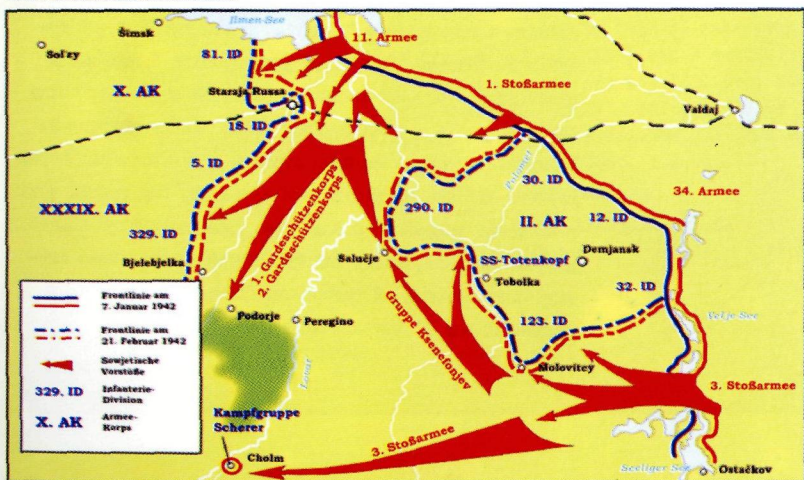 Ilmen-See
Šimsk
Sol'zy
81. ID
11. Armee
X. AK
Staraja Russa
1. Stoßarmee
Valdaj
18. ID
5. ID
Polomet
30. ID
34. Armee
XXXIX. AK
290. ID
II. AK
12. ID
329. ID
1. Gardeschützenkorps
2. Gardeschützenkorps
Bjelebjelka
Salučje
SS-Totenkopf
Demjansk
Tobolka
32. ID
Frontlinie am
7. Januar 1942
Frontlinie am
21. Februar 1942
Sowjetische
Vorstöße
329. ID
Infanterie-
Division
X. AK
Armee-
Korps
Podorje
Peregino
Gruppe Ksenefonjev
123. ID
Velje-See
Molovitcy
Lovat
3. Stoßarmee
Kampfgruppe
Scherer
3. Stoßarmee
Cholm
Seeliger See
Ostačkov